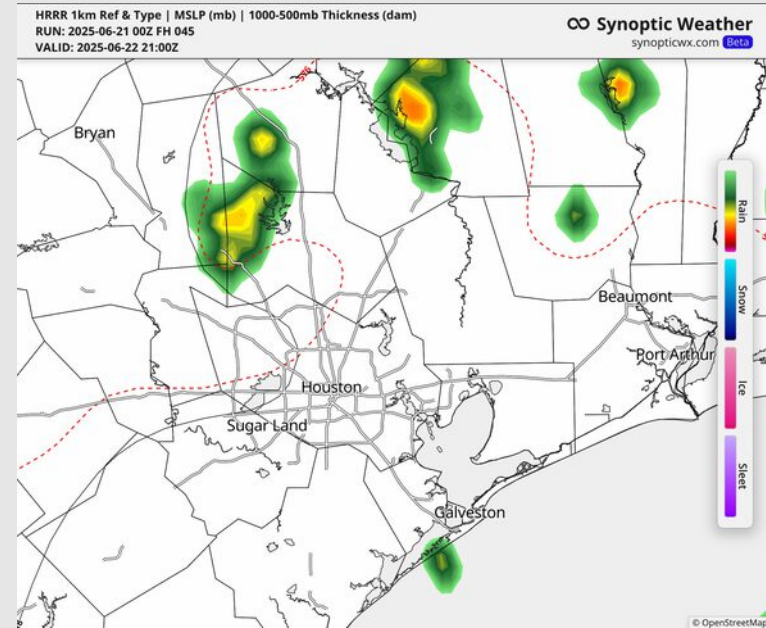 HRRR 1km Ref & Type | MSLP (mb) | 1000-500mb Thickness (dam)
RUN: 2025-06-21 00Z FH 045
VALID: 2025-06-22 21:00Z
Synoptic Weather
synopticwx.com Beta
Bryan
Rain
Snow
Beaumont
Port Arthur
Ice
Houston
Sugar Land
Sleet
Galveston
© OpenStreetMap